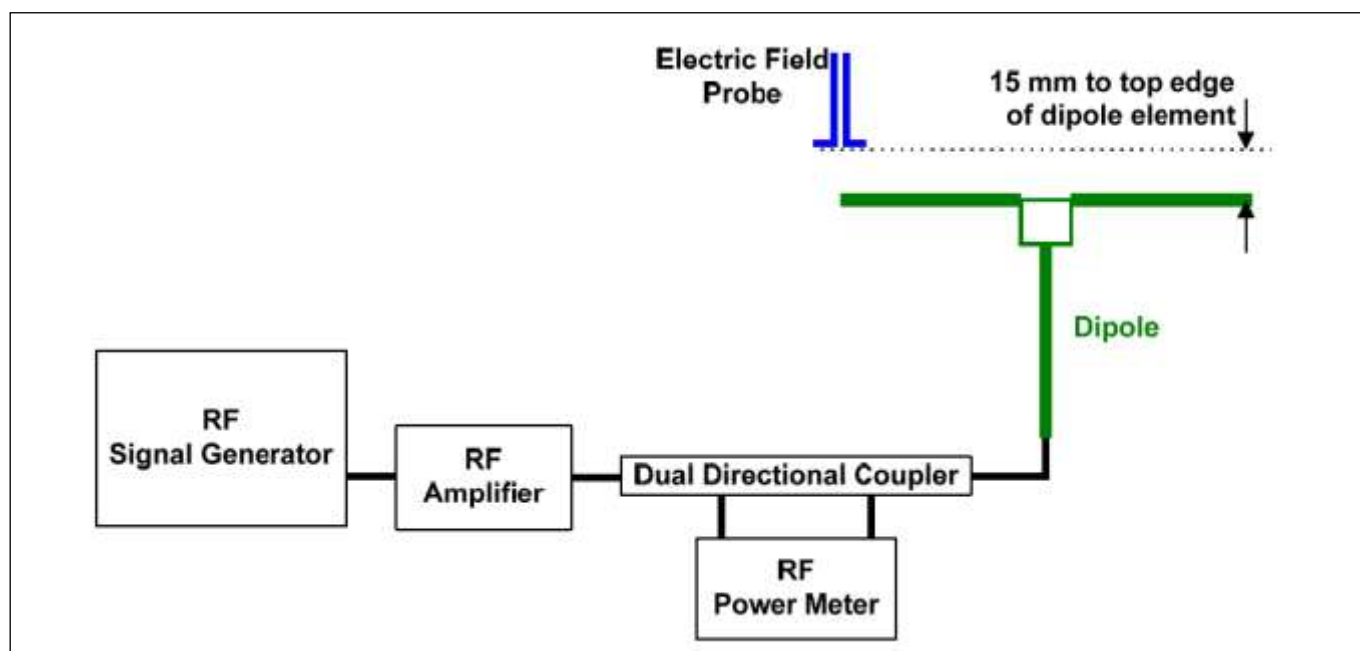 Electric Field
Probe
15 mm to top edge
of dipole element
Dipole
RF
Signal Generator
RF
Amplifier
Dual Directional Coupler
RF
Power Meter